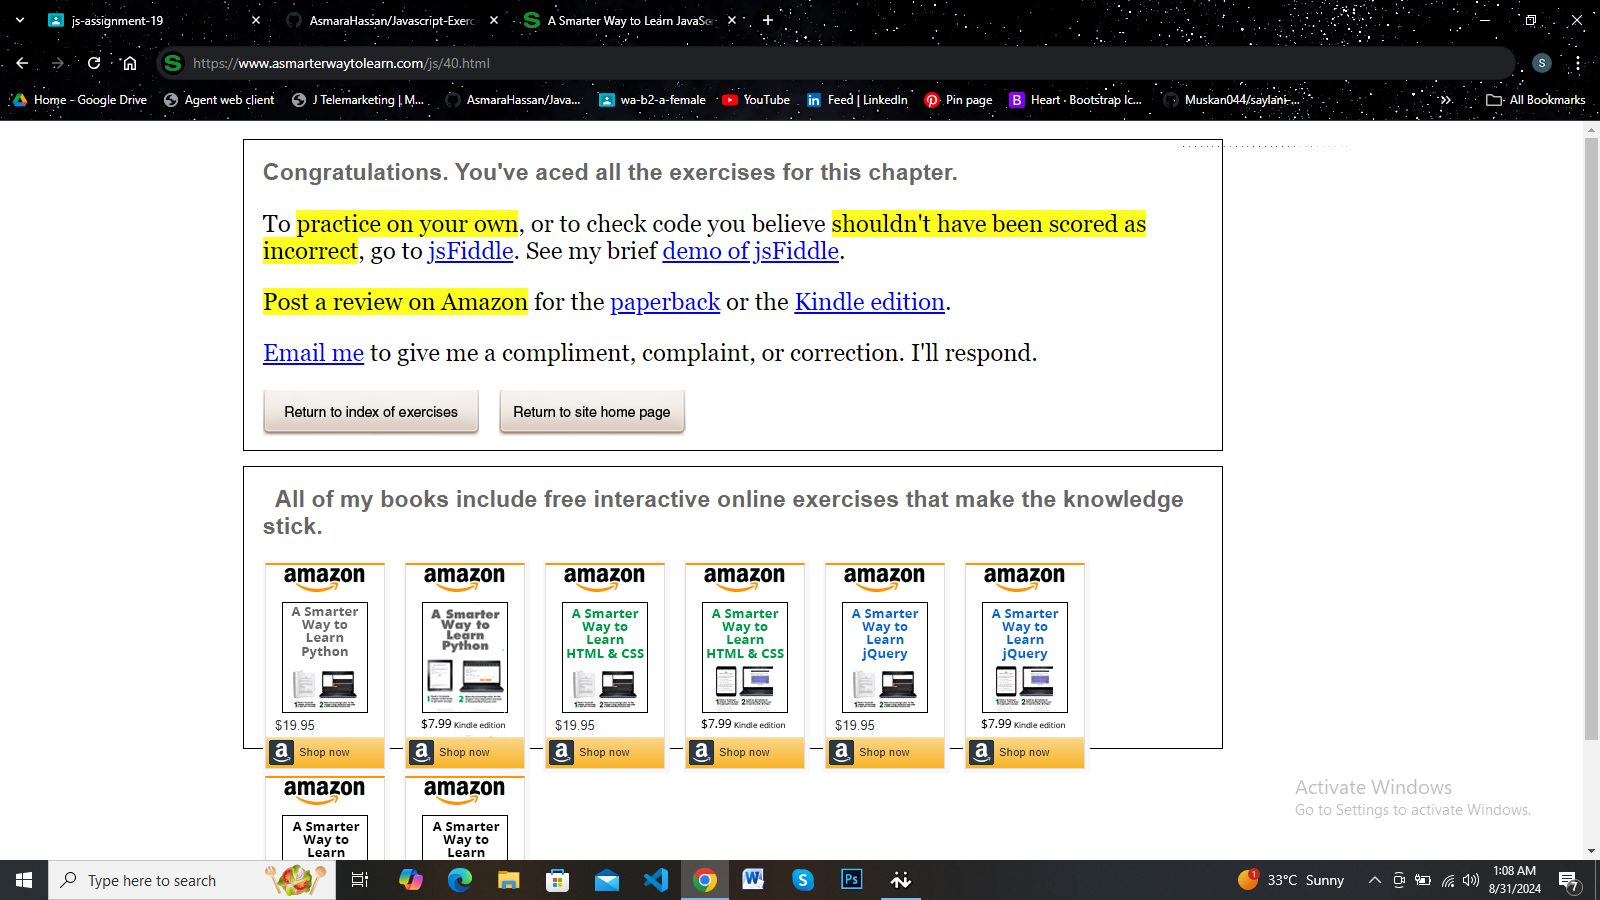 js-assignment-19
AsmaraHassan/Javascript-Exerc
A Smarter Way to Learn JavaSc
https://www.asmarterwaytolearn.com/js/40.html
S
Home - Google Drive
Agent web client
J Telemarketing | M...
AsmaraHassan/Java...
wa-b2-a-female
YouTube
Feed | LinkedIn
Pin page
Heart · Bootstrap Ic...
Muskan044/saylani-...
All Bookmarks
Congratulations. You've aced all the exercises for this chapter.
To practice on your own, or to check code you believe shouldn't have been scored as
incorrect, go to jsFiddle. See my brief demo of jsFiddle.
Post a review on Amazon for the paperback or the Kindle edition.
Email me to give me a compliment, complaint, or correction. I'll respond.
Return to index of exercises
Return to site home page
All of my books include free interactive online exercises that make the knowledge
stick.
amazon
A Smarter
Way to
Learn
Python
$19.95
Shop now
amazon
A Smarter
Way to
Learn
Python
$7.99 Kindle edition
Shop now
amazon
A Smarter
Way to
Learn
HTML & CSS
$19.95
Shop now
amazon
A Smarter
Way to
Learn
HTML & CSS
$7.99 Kindle edition
Shop now
amazon
A Smarter
Way to
Learn
jQuery
$19.95
Shop now
amazon
A Smarter
Way to
Learn
jQuery
$7.99 Kindle edition
Shop now
amazon
A Smarter
Way to
Learn
amazon
A Smarter
Way to
Learn
Activate Windows
Go to Settings to activate Windows.
Type here to search
33°C Sunny
1:08 AM
8/31/2024
7